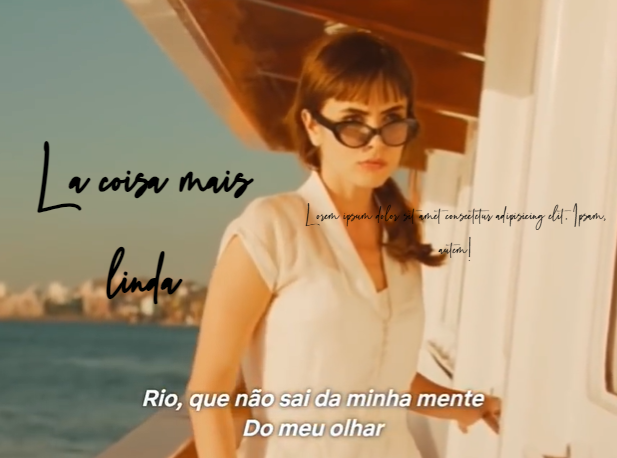 La coisa mais
linda
Lorem ipsum dolor sit amet consectetur adipisicing elit. Ipsam,
autem!
Rio, que não sai da minha mente
Do meu olhar